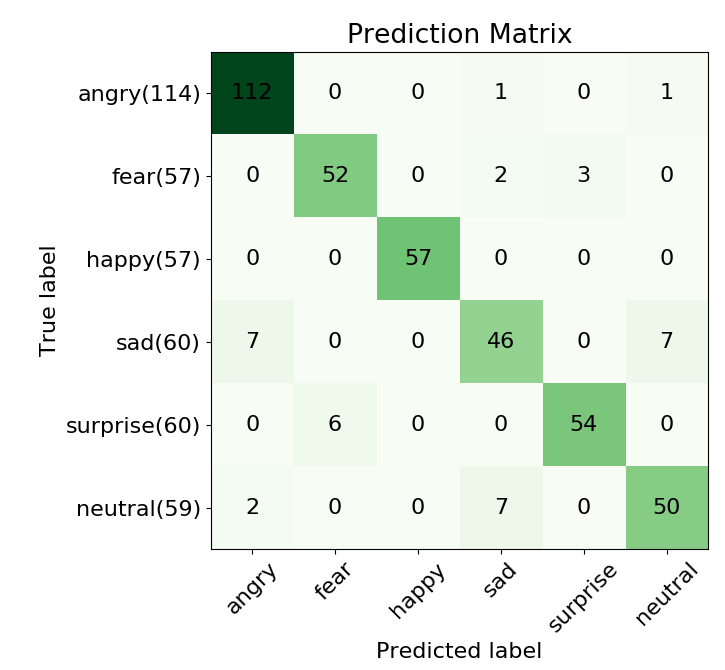 Prediction Matrix
angry(114) 112 0 0 1 0 1
fear(57) 0 52 0 2 3 0
happy(57) 0 0 57 0 0 0
sad(60) 7 0 0 46 0 7
surprise(60) 0 6 0 0 54 0
neutral(59) 2 0 0 7 0 50
True label
angry fear happy sad surprise neutral
Predicted label